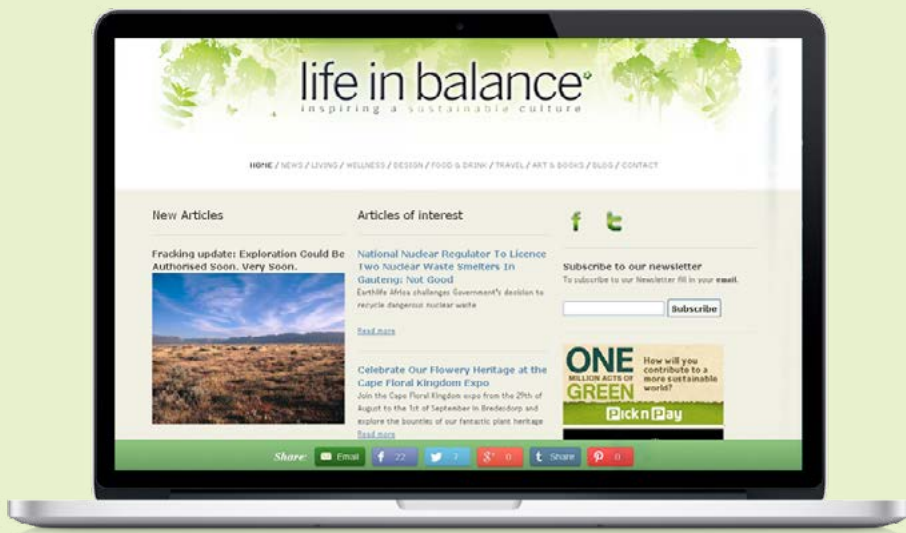 life in balance
inspiring a sustainable culture
HOME / NEWS / LIVING / WELLNESS / DESIGN / FOOD & DRINK / TRAVEL / ART & BOOKS / BLOG / CONTACT
New Articles
Fracking update: Exploration Could Be
Authorised Soon. Very Soon.
Articles of interest
National Nuclear Regulator To Licence
Two Nuclear Waste Smelters In
Gauteng: Not Good
Earthlife Africa challenges Government's decision to
recycle dangerous nuclear waste
Read more
Celebrate Our Flowery Heritage at the
Cape Floral Kingdom Expo
Join the Cape Floral Kingdom expo from the 29th of
August to the 1st of September in Bredasdorp and
explore the bounties of our fantastic plant heritage
Read more
f t
Subscribe to our newsletter
To subscribe to our Newsletter fill in your email.
Subscribe
ONE
MILLION ACTS OF
GREEN
How will you
contribute to a
more sustainable
world?
Pick n Pay
Share: Email f 22 7 g+ 0 t Share 0